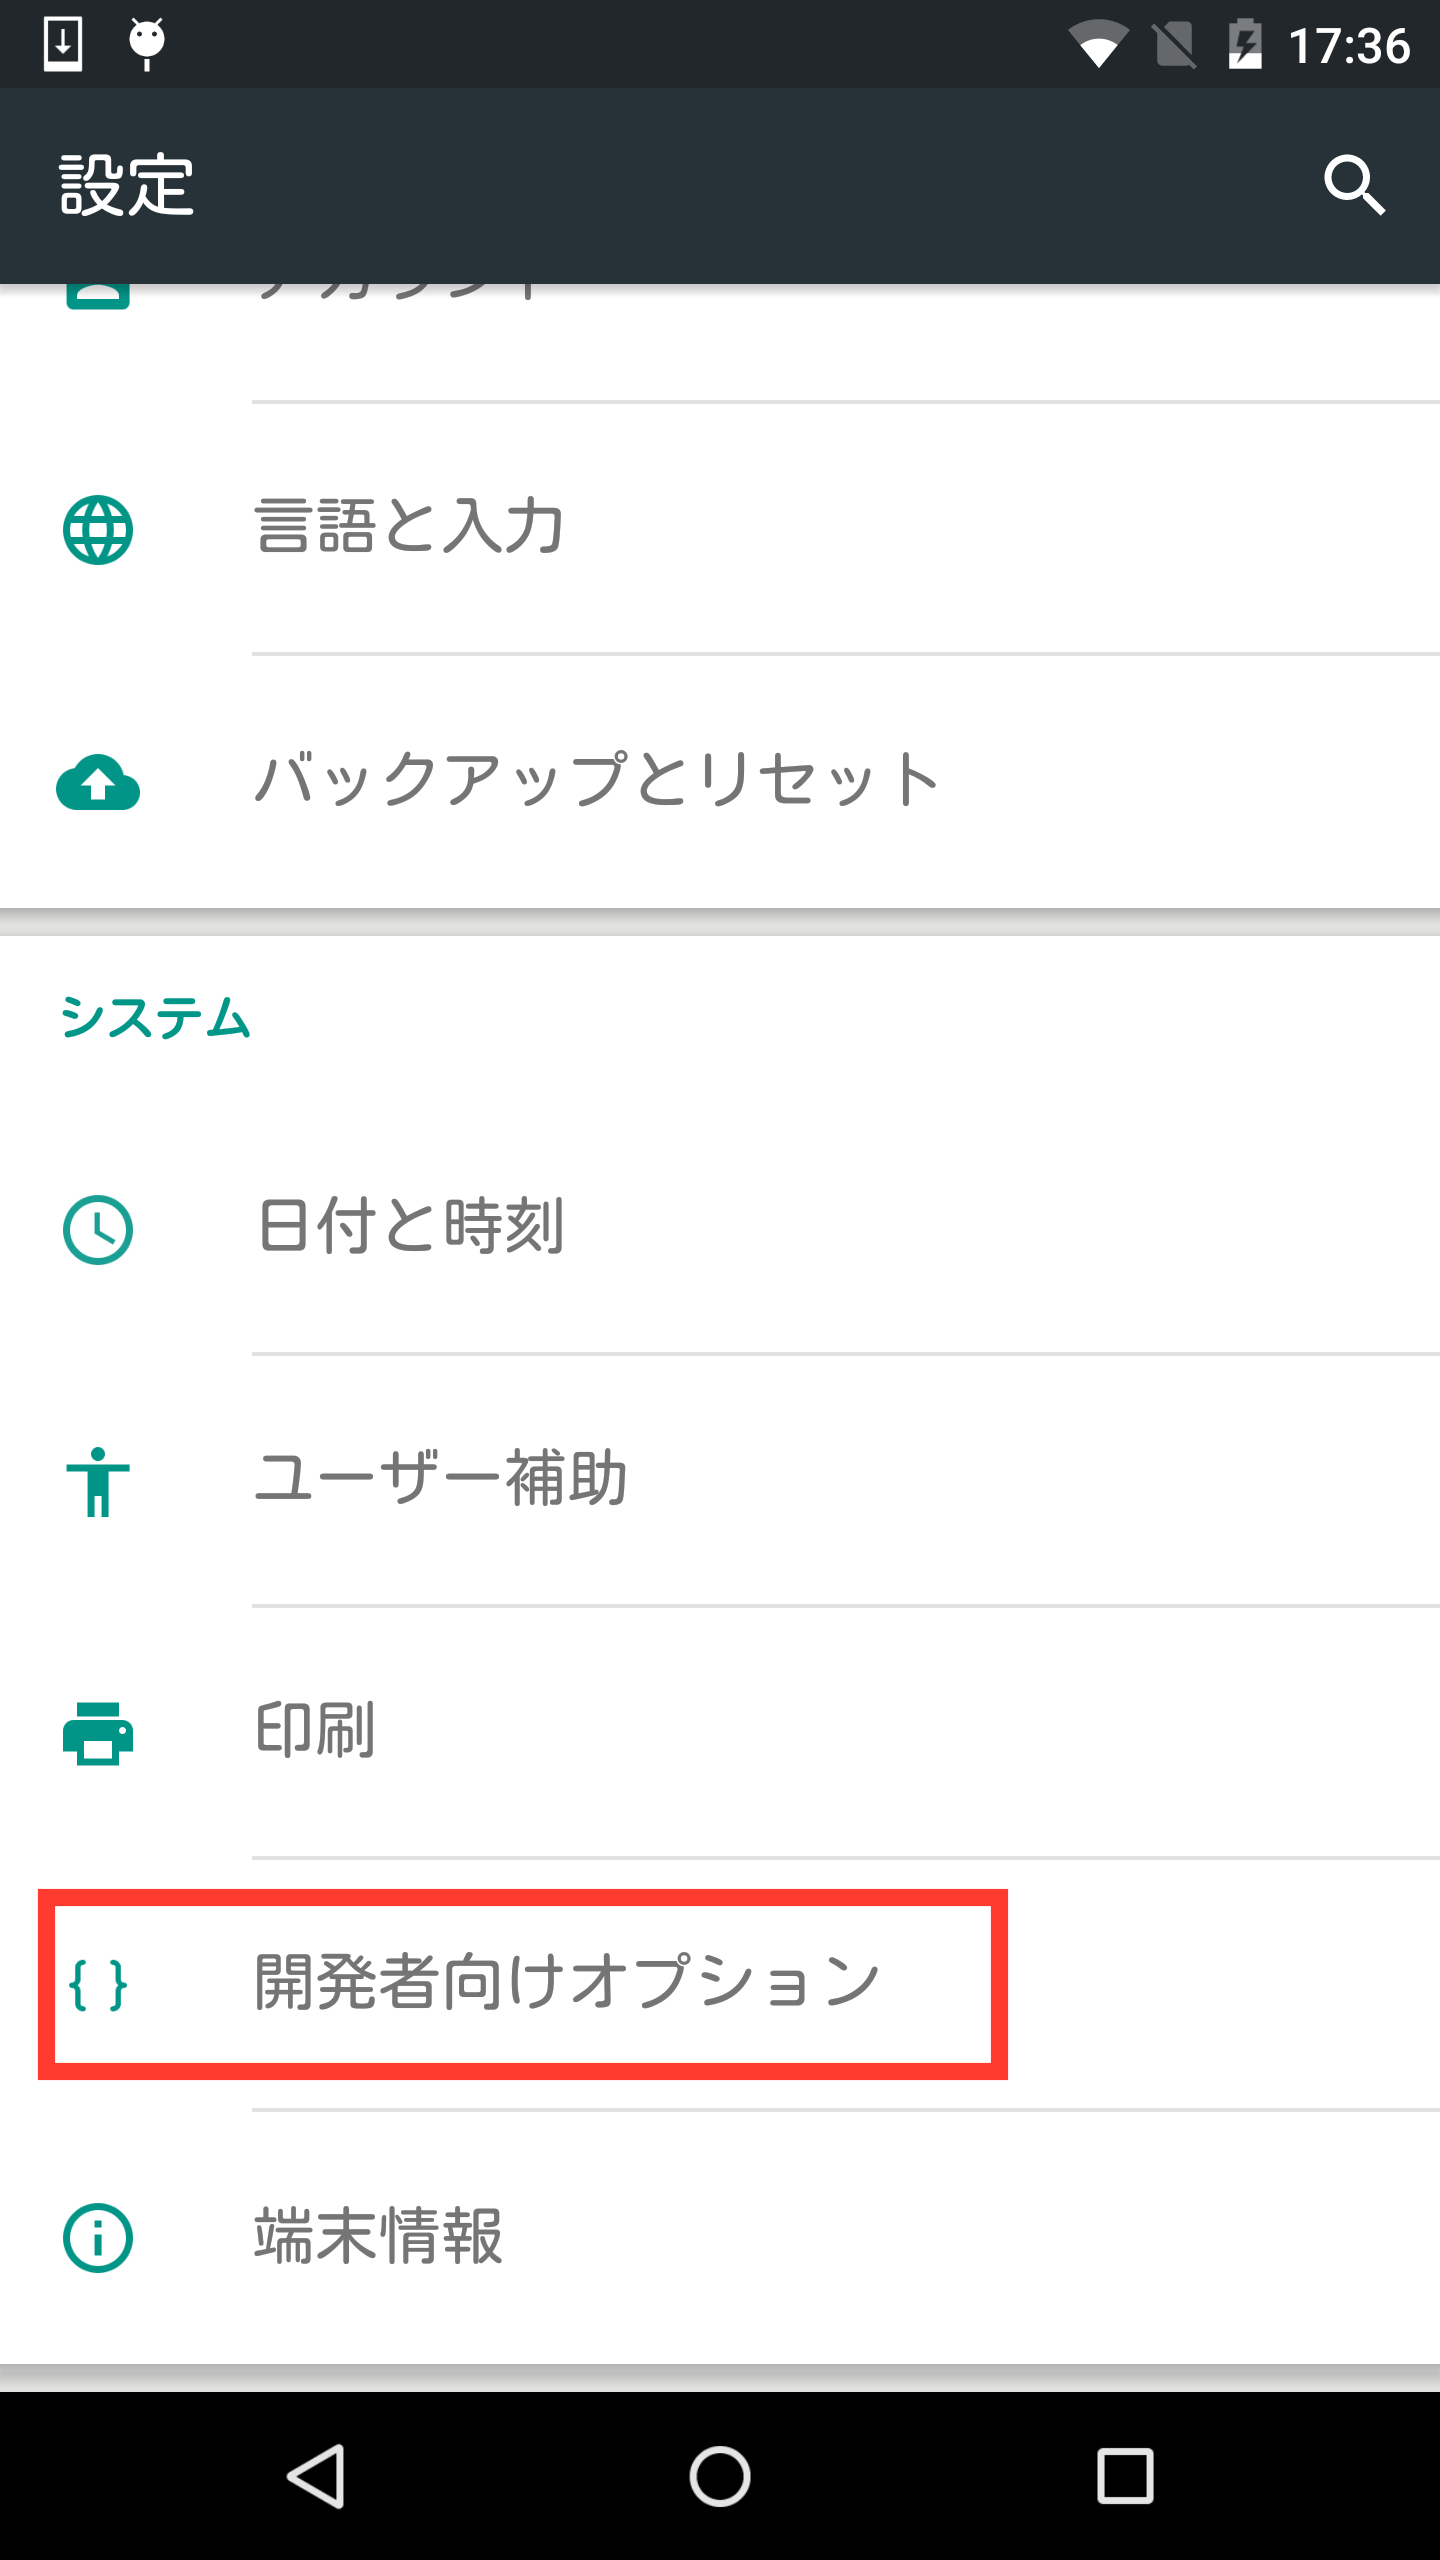 17:36
設定
言語と入力
バックアップとリセット
システム
日付と時刻
ユーザー補助
印刷
{ } 開発者向けオプション
端末情報